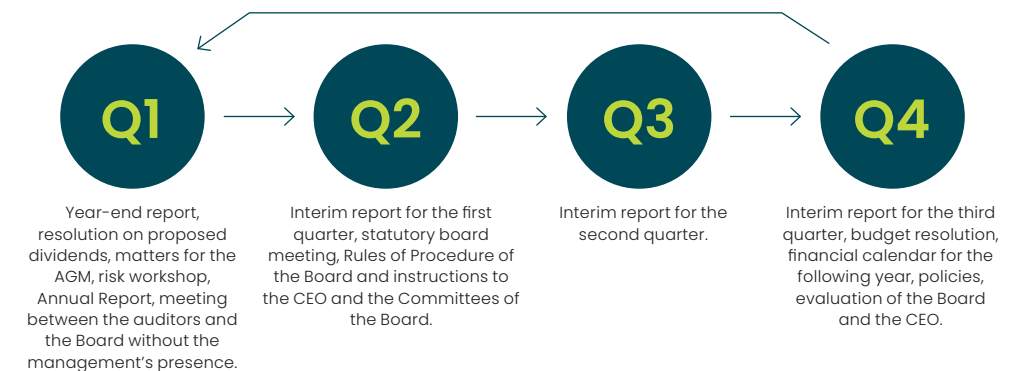 Q1
Year-end report,
resolution on proposed
dividends, matters for the
AGM, risk workshop,
Annual Report, meeting
between the auditors and
the Board without the
management’s presence.
Q2
Interim report for the first
quarter, statutory board
meeting, Rules of Procedure of
the Board and instructions to
the CEO and the Committees of
the Board.
Q3
Interim report for the
second quarter.
Q4
Interim report for the third
quarter, budget resolution,
financial calendar for the
following year, policies,
evaluation of the Board
and the CEO.